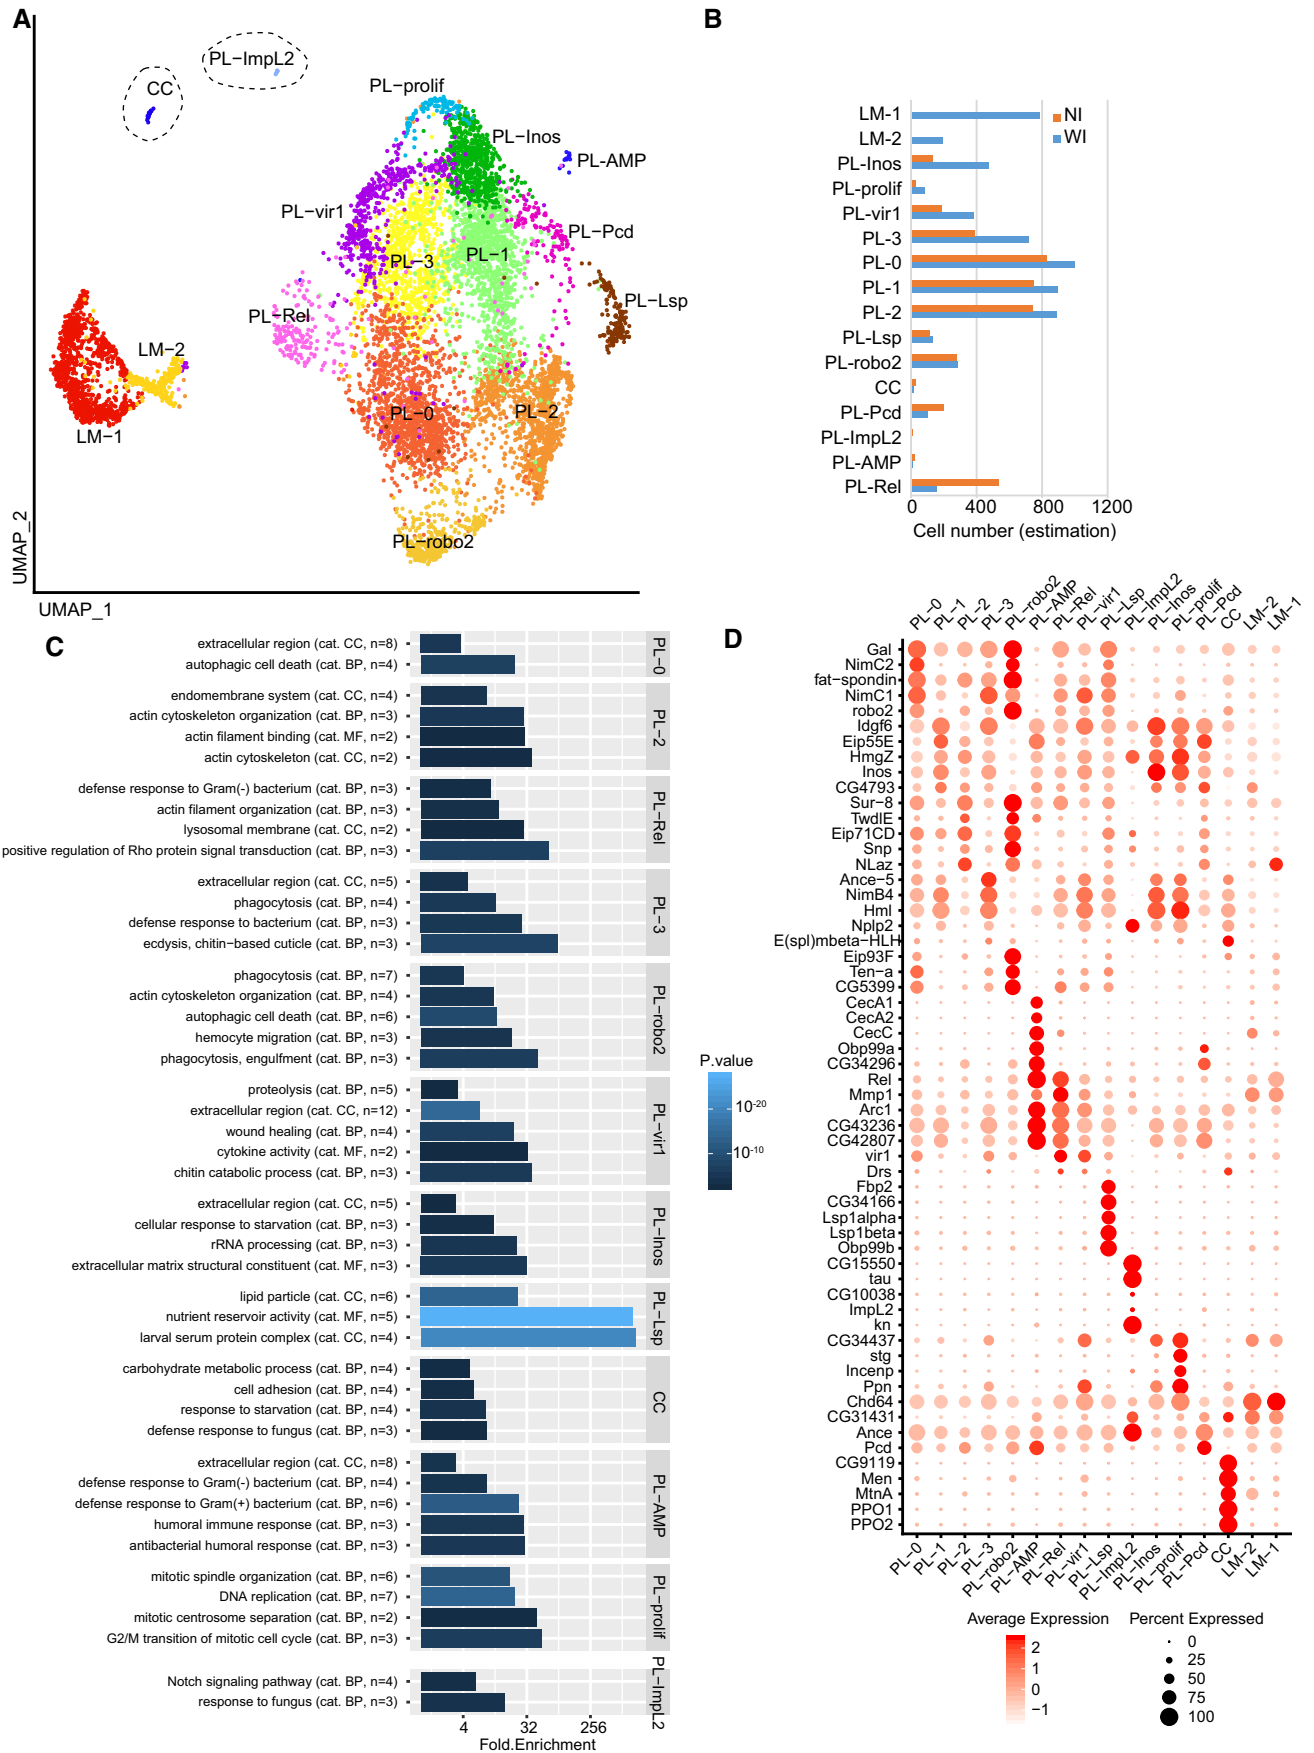 A
PL−ImpL2
CC
PL−prolif
PL−Inos
PL-AMP
PL−vir1
PL−Pcd
PL−3
PL−1
PL−Lsp
PL−Rel
LM−2
PL−0
PL−2
LM−1
PL−robo2
UMAP_2
UMAP_1
B
LM-1
LM-2
PL-Inos
PL-prolif
PL-vir1
PL-3
PL-0
PL-1
PL-2
PL-Lsp
PL-robo2
CC
PL-Pcd
PL-ImpL2
PL-AMP
PL-Rel
NI
WI
0 400 800 1200
Cell number (estimation)
C
extracellular region (cat. CC, n=8)
autophagic cell death (cat. BP, n=4)
PL−0
endomembrane system (cat. CC, n=4)
actin cytoskeleton organization (cat. BP, n=3)
actin filament binding (cat. MF, n=2)
actin cytoskeleton (cat. CC, n=2)
PL−2
defense response to Gram(-) bacterium (cat. BP, n=3)
actin filament organization (cat. BP, n=3)
lysosomal membrane (cat. CC, n=2)
positive regulation of Rho protein signal transduction (cat. BP, n=3)
PL−Rel
extracellular region (cat. CC, n=5)
phagocytosis (cat. BP, n=4)
defense response to bacterium (cat. BP, n=3)
ecdysis, chitin−based cuticle (cat. BP, n=3)
PL−3
phagocytosis (cat. BP, n=7)
actin cytoskeleton organization (cat. BP, n=4)
autophagic cell death (cat. BP, n=6)
hemocyte migration (cat. BP, n=3)
phagocytosis, engulfment (cat. BP, n=3)
PL−robo2
proteolysis (cat. BP, n=5)
extracellular region (cat. CC, n=12)
wound healing (cat. BP, n=4)
cytokine activity (cat. MF, n=2)
chitin catabolic process (cat. BP, n=3)
PL−vir1
extracellular region (cat. CC, n=5)
cellular response to starvation (cat. BP, n=3)
rRNA processing (cat. BP, n=3)
extracellular matrix structural constituent (cat. MF, n=3)
PL−Inos
lipid particle (cat. CC, n=6)
nutrient reservoir activity (cat. MF, n=5)
larval serum protein complex (cat. CC, n=4)
PL−Lsp
carbohydrate metabolic process (cat. BP, n=4)
cell adhesion (cat. BP, n=4)
response to starvation (cat. BP, n=4)
defense response to fungus (cat. BP, n=3)
CC
extracellular region (cat. CC, n=8)
defense response to Gram(-) bacterium (cat. BP, n=4)
defense response to Gram(+) bacterium (cat. BP, n=6)
humoral immune response (cat. BP, n=3)
antibacterial humoral response (cat. BP, n=3)
PL−AMP
mitotic spindle organization (cat. BP, n=6)
DNA replication (cat. BP, n=7)
mitotic centrosome separation (cat. BP, n=2)
G2/M transition of mitotic cell cycle (cat. BP, n=3)
PL−prolif
Notch signaling pathway (cat. BP, n=4)
response to fungus (cat. BP, n=3)
PL−ImpL2
4 32 256
Fold.Enrichment
P.value
10-20
10-10
D
PL−0 PL−1 PL−2 PL−3 PL−robo2 PL−AMP PL−Rel PL−vir1 PL−Lsp PL−ImpL2 PL−Inos PL−prolif PL−Pcd CC LM−2 LM−1
Gal
NimC2
fat−spondin
NimC1
robo2
Idgf6
Eip55E
HmgZ
Inos
CG4793
Sur−8
TwdlE
Eip71CD
Snp
NLaz
Ance−5
NimB4
Hml
Nplp2
E(spl)mbeta−HLH
Eip93F
Ten−a
CG5399
CecA1
CecA2
CecC
Obp99a
CG34296
Rel
Mmp1
Arc1
CG43236
CG42807
vir1
Drs
Fbp2
CG34166
Lsp1alpha
Lsp1beta
Obp99b
CG15550
tau
CG10038
ImpL2
kn
CG34437
stg
Incenp
Ppn
Chd64
CG31431
Ance
Pcd
CG9119
Men
MtnA
PPO1
PPO2
PL−0 PL−1 PL−2 PL−3 PL−robo2 PL−AMP PL−Rel PL−vir1 PL−Lsp PL−ImpL2 PL−Inos PL−prolif PL−Pcd CC LM−2 LM−1
Average Expression
2
1
0
−1
Percent Expressed
0
25
50
75
100